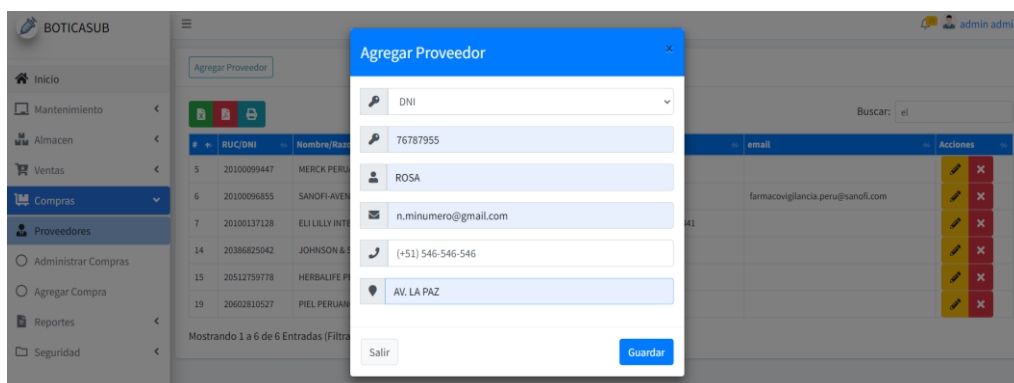 BOTICASUB
admin admi
Inicio
Mantenimiento
Almacen
Ventas
Compras
Proveedores
Administrar Compras
Agregar Compra
Reportes
Seguridad
Agregar Proveedor
Buscar: el
# RUC/DNI Nombre/Razo email Acciones
5 20100099447 MERCK PERU
6 20100096855 SANOFI-AVEN farmacovigilancia.peru@sanofi.com
7 20100137128 ELI LILLY INTE 41
14 20386825042 JOHNSON & S
15 20512759778 HERBALIFE PE
19 20602810527 PIEL PERUAN
Mostrando 1 a 6 de 6 Entradas (Filtra
Agregar Proveedor ×
DNI
76787955
ROSA
n.minumero@gmail.com
(+51) 546-546-546
AV. LA PAZ
Salir Guardar